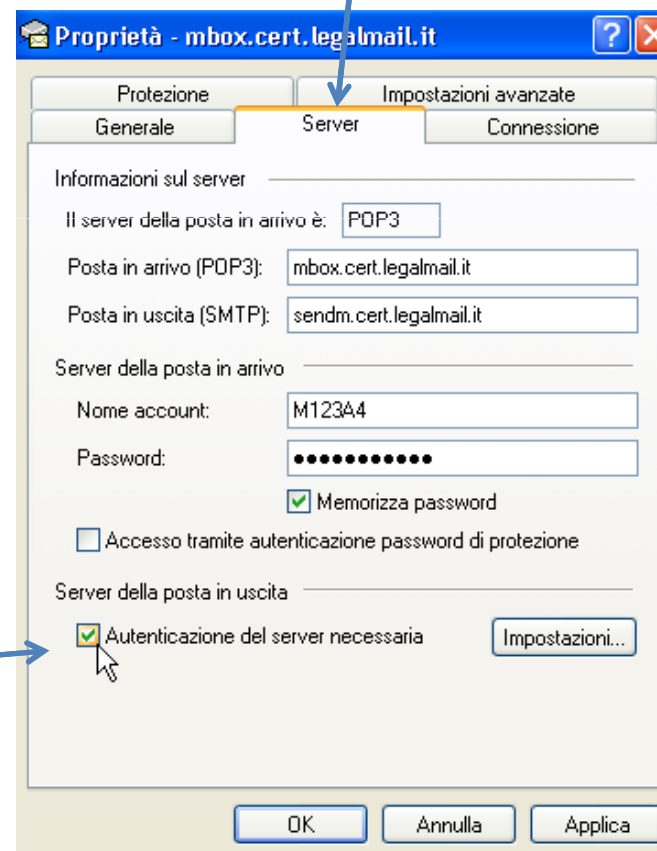 Proprietà - mbox.cert.legalmail.it
Protezione
Impostazioni avanzate
Generale
Server
Connessione
Informazioni sul server
Il server della posta in arrivo è: POP3
Posta in arrivo (POP3): mbox.cert.legalmail.it
Posta in uscita (SMTP): sendm.cert.legalmail.it
Server della posta in arrivo
Nome account: M123A4
Password: ●●●●●●●●●●●
Memorizza password
Accesso tramite autenticazione password di protezione
Server della posta in uscita
Autenticazione del server necessaria
Impostazioni...
OK
Annulla
Applica